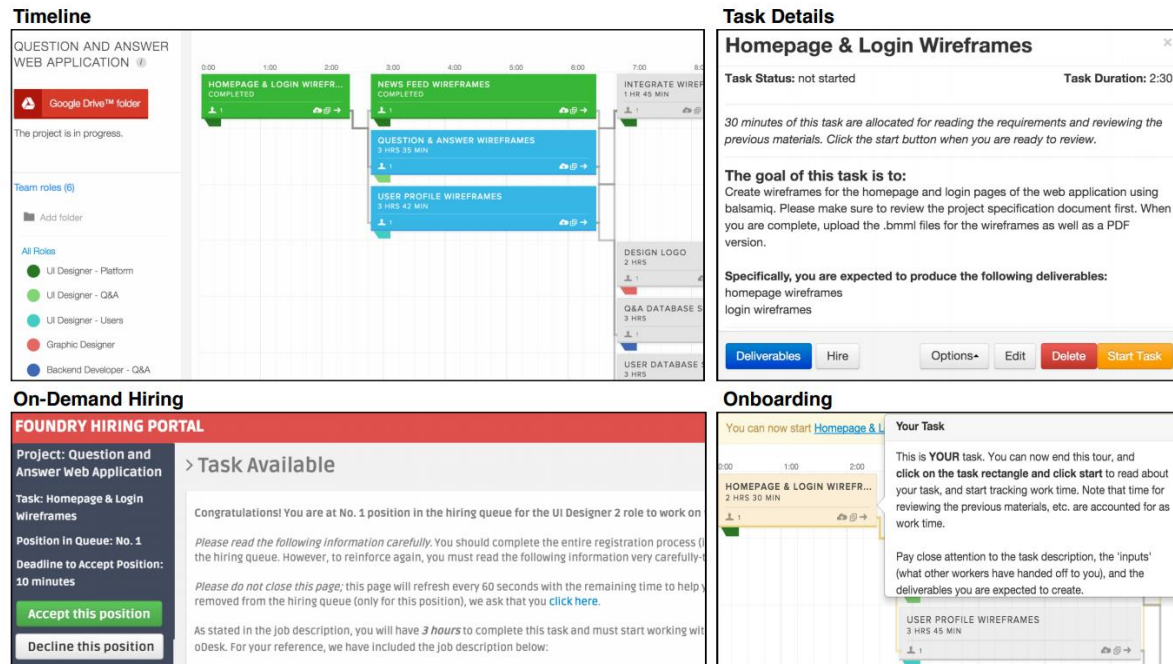 Timeline
QUESTION AND ANSWER
WEB APPLICATION
Google Drive™ folder
The project is in progress.
Team roles (6)
Add folder
All Roles
UI Designer - Platform
UI Designer - Q&A
UI Designer - Users
Graphic Designer
Backend Developer - Q&A
0:00 1:00 2:00 3:00 4:00 5:00 6:00 7:00
HOMEPAGE & LOGIN WIREFR...
COMPLETED
1
NEWS FEED WIREFRAMES
COMPLETED
1
QUESTION & ANSWER WIREFRAMES
3 HRS 35 MIN
1
USER PROFILE WIREFRAMES
3 HRS 42 MIN
1
INTEGRATE
1 HR 45 MIN
1
DESIGN LOGO
2 HRS
1
Q&A DATABASE
3 HRS
1
USER DATABASE
3 HRS
Task Details
Homepage & Login Wireframes
Task Status: not started Task Duration: 2:30
30 minutes of this task are allocated for reading the requirements and reviewing the
previous materials. Click the start button when you are ready to review.
The goal of this task is to:
Create wireframes for the homepage and login pages of the web application using
balsamiq. Please make sure to review the project specification document first. When
you are complete, upload the .bmml files for the wireframes as well as a PDF
version.
Specifically, you are expected to produce the following deliverables:
homepage wireframes
login wireframes
Deliverables Hire Options Edit Delete Start Task
On-Demand Hiring
FOUNDRY HIRING PORTAL
Project: Question and
Answer Web Application
Task: Homepage & Login
Wireframes
Position in Queue: No. 1
Deadline to Accept Position:
10 minutes
Accept this position
Decline this position
> Task Available
Congratulations! You are at No. 1 position in the hiring queue for the UI Designer 2 role to work on
Please read the following information carefully. You should complete the entire registration process (
the hiring queue. However, to reinforce again, you must read the following information very carefully-
Please do not close this page; this page will refresh every 60 seconds with the remaining time to help
removed from the hiring queue (only for this position), we ask that you click here.
As stated in the job description, you will have 3 hours to complete this task and must start working
oDesk. For your reference, we have included the job description below:
Onboarding
You can now start Homepage &
0:00 1:00 2:00
HOMEPAGE & LOGIN WIREFR...
2 HRS 30 MIN
1
Your Task
This is YOUR task. You can now end this tour, and
click on the task rectangle and click start to read about
your task, and start tracking work time. Note that time for
reviewing the previous materials, etc. are accounted for as
work time.
Pay close attention to the task description, the 'inputs'
(what other workers have handed off to you), and the
deliverables you are expected to create.
USER PROFILE WIREFRAMES
3 HRS 45 MIN
1